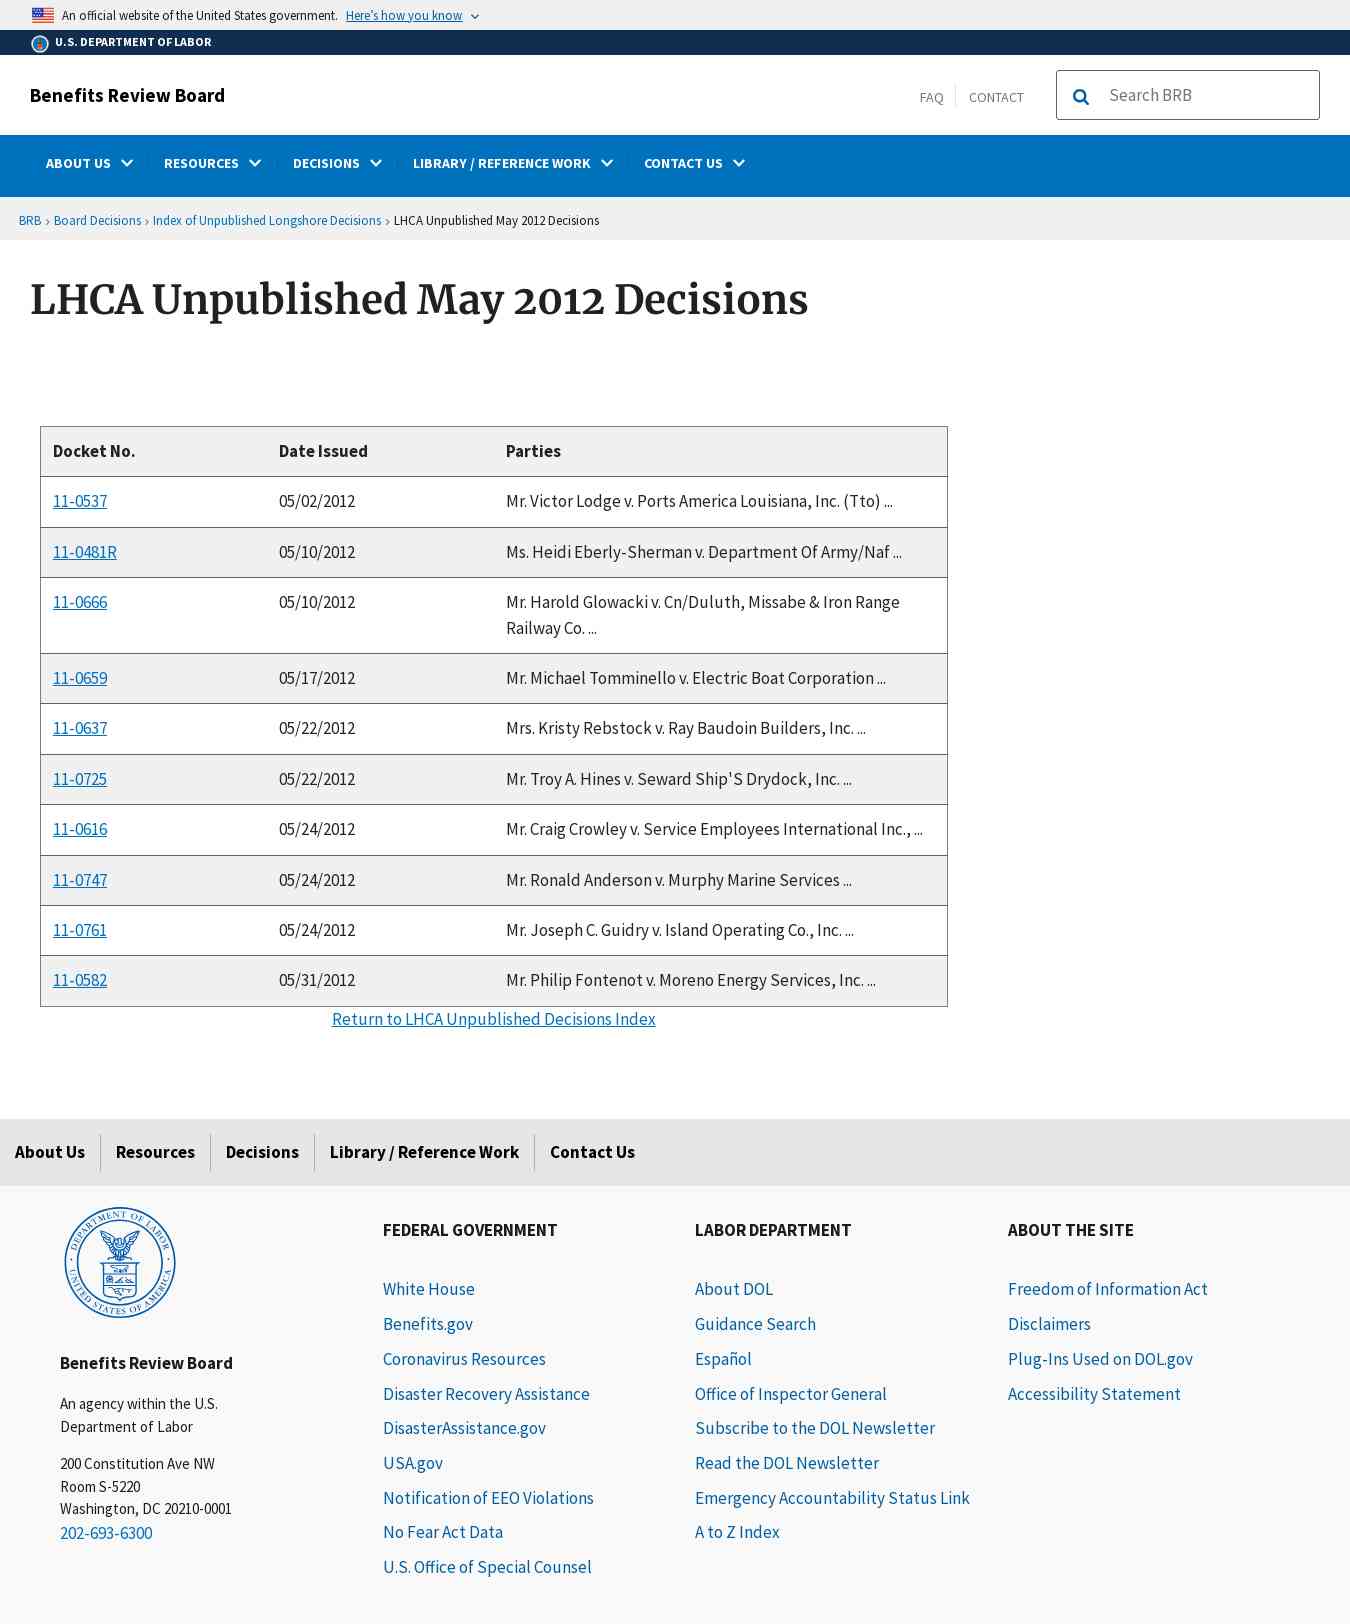 An official website of the United States government. Here's how you know
U.S. DEPARTMENT OF LABOR
Benefits Review Board
FAQ CONTACT Search BRB
ABOUT US RESOURCES DECISIONS LIBRARY / REFERENCE WORK CONTACT US
BRB › Board Decisions › Index of Unpublished Longshore Decisions › LHCA Unpublished May 2012 Decisions
LHCA Unpublished May 2012 Decisions
Docket No. Date Issued Parties
11-0537 05/02/2012 Mr. Victor Lodge v. Ports America Louisiana, Inc. (Tto) ...
11-0481R 05/10/2012 Ms. Heidi Eberly-Sherman v. Department Of Army/Naf ...
11-0666 05/10/2012 Mr. Harold Glowacki v. Cn/Duluth, Missabe & Iron Range
Railway Co. ...
11-0659 05/17/2012 Mr. Michael Tomminello v. Electric Boat Corporation ...
11-0637 05/22/2012 Mrs. Kristy Rebstock v. Ray Baudoin Builders, Inc. ...
11-0725 05/22/2012 Mr. Troy A. Hines v. Seward Ship'S Drydock, Inc. ...
11-0616 05/24/2012 Mr. Craig Crowley v. Service Employees International Inc., ...
11-0747 05/24/2012 Mr. Ronald Anderson v. Murphy Marine Services ...
11-0761 05/24/2012 Mr. Joseph C. Guidry v. Island Operating Co., Inc. ...
11-0582 05/31/2012 Mr. Philip Fontenot v. Moreno Energy Services, Inc. ...
Return to LHCA Unpublished Decisions Index
About Us Resources Decisions Library / Reference Work Contact Us
DEPARTMENT OF LABOR
UNITED STATES OF AMERICA
Benefits Review Board
An agency within the U.S.
Department of Labor
200 Constitution Ave NW
Room S-5220
Washington, DC 20210-0001
202-693-6300
FEDERAL GOVERNMENT
White House
Benefits.gov
Coronavirus Resources
Disaster Recovery Assistance
DisasterAssistance.gov
USA.gov
Notification of EEO Violations
No Fear Act Data
U.S. Office of Special Counsel
LABOR DEPARTMENT
About DOL
Guidance Search
Español
Office of Inspector General
Subscribe to the DOL Newsletter
Read the DOL Newsletter
Emergency Accountability Status Link
A to Z Index
ABOUT THE SITE
Freedom of Information Act
Disclaimers
Plug-Ins Used on DOL.gov
Accessibility Statement